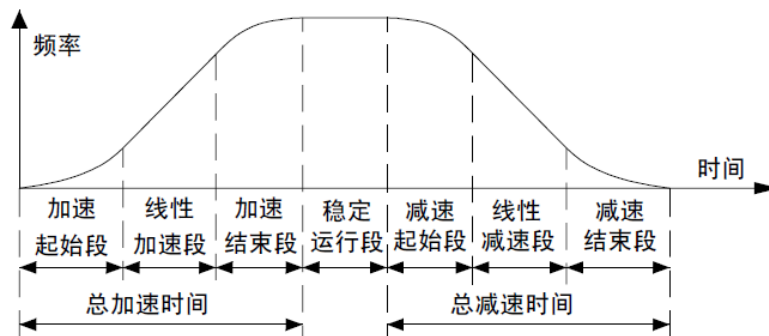 频率
时间
加速 线性 加速 稳定 减速 线性 减速
起始段 加速段 结束段 运行段 起始段 减速段 结束段
总加速时间 总减速时间